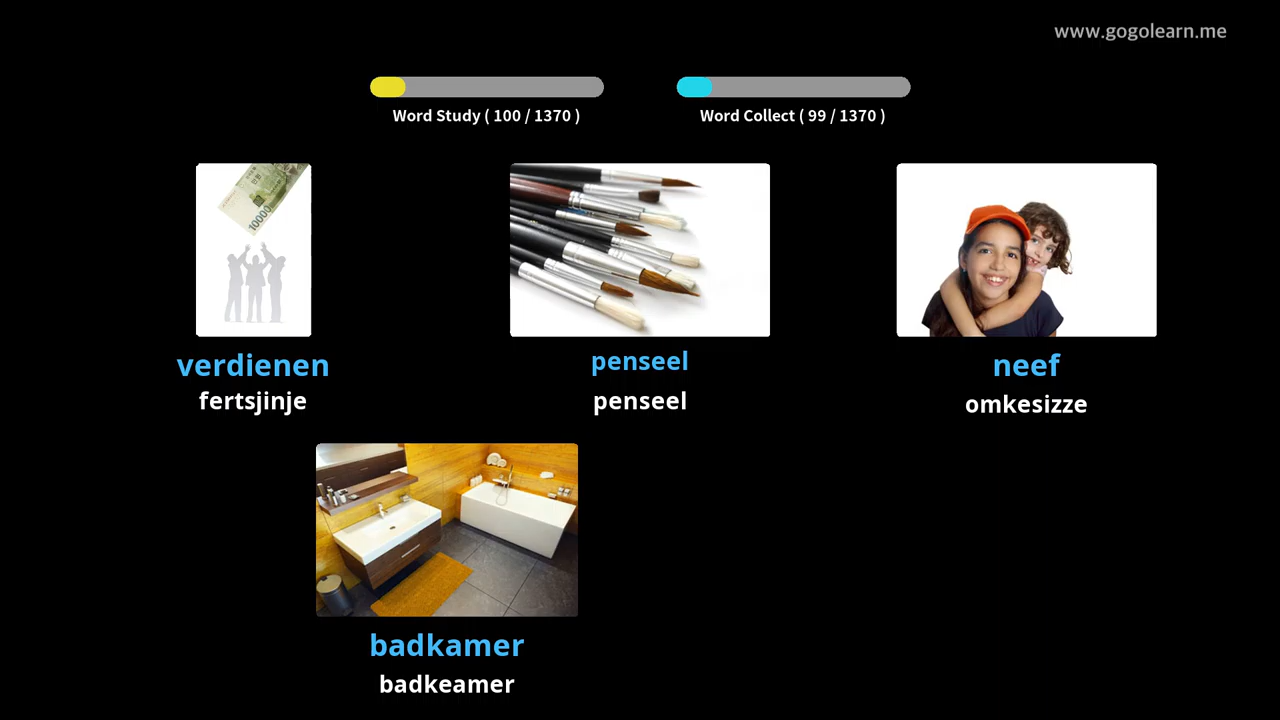 www.gogolearn.me
Word Study ( 100 / 1370 )
Word Collect ( 99 / 1370 )
10000
verdienen
fertsjinje
penseel
penseel
neef
omkesizze
badkamer
badkeamer